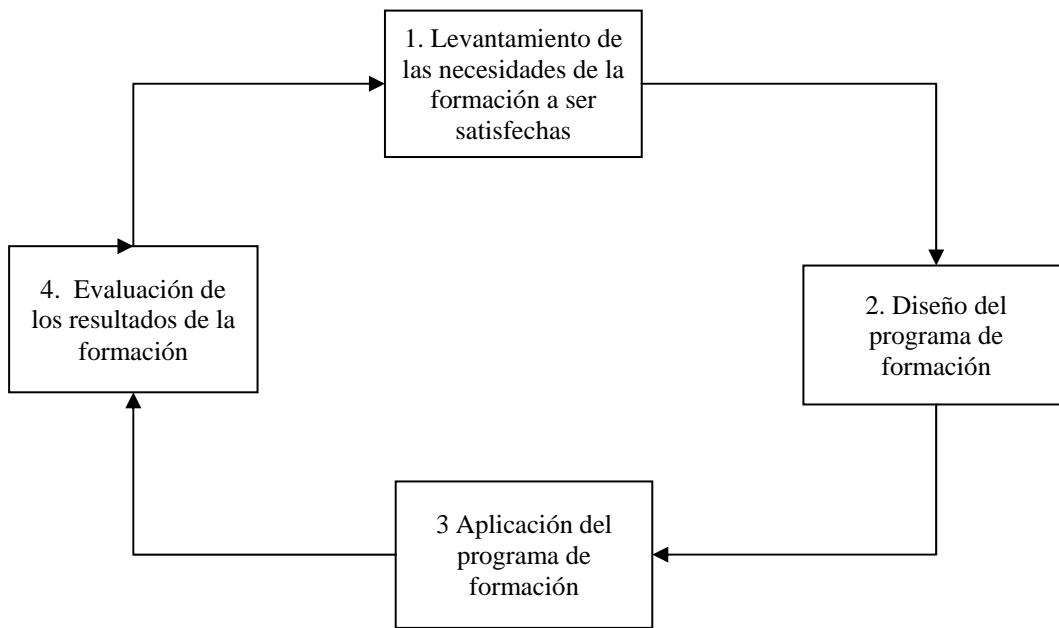 1. Levantamiento de
las necesidades de la
formación a ser
satisfechas
2. Diseño del
programa de
formación
3 Aplicación del
programa de
formación
4.  Evaluación de
los resultados de la
formación